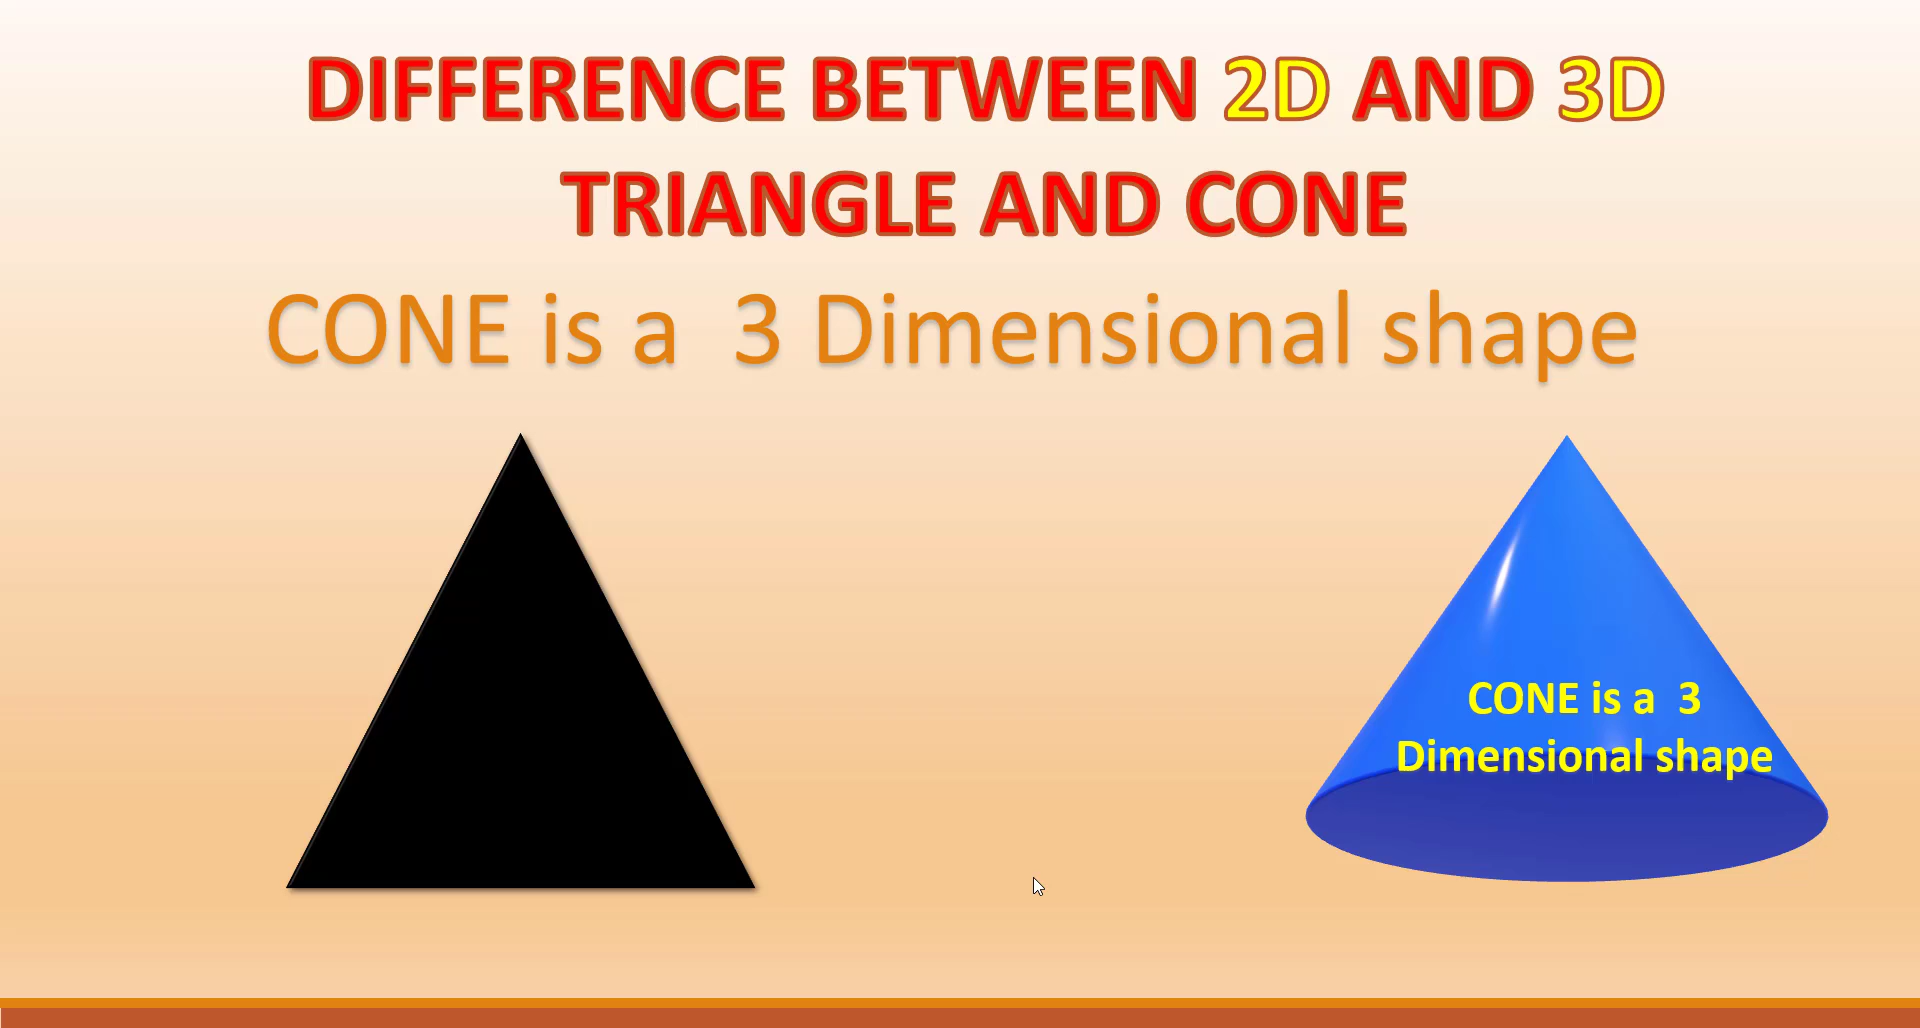 DIFFERENCE BETWEEN 2D AND 3D
TRIANGLE AND CONE
CONE is a  3 Dimensional shape
CONE is a  3
Dimensional shape